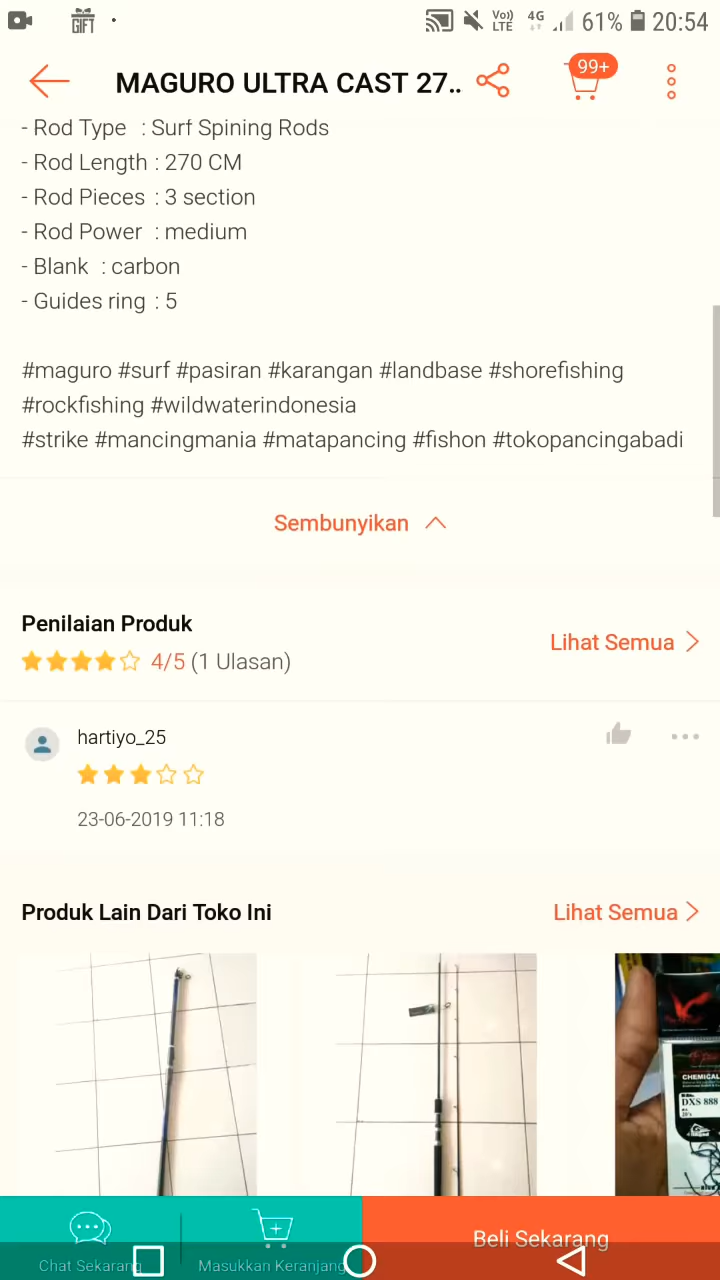 GIFT
Vo))
LTE
4G
61%
20:54
MAGURO ULTRA CAST 27..
99+
- Rod Type : Surf Spining Rods
- Rod Length : 270 CM
- Rod Pieces : 3 section
- Rod Power : medium
- Blank : carbon
- Guides ring : 5
#maguro #surf #pasiran #karangan #landbase #shorefishing
#rockfishing #wildwaterindonesia
#strike #mancingmania #matapancing #fishon #tokopancingabadi
Sembunyikan
Penilaian Produk
4/5 (1 Ulasan)
Lihat Semua
hartiyo_25
23-06-2019 11:18
Produk Lain Dari Toko Ini
Lihat Semua
CHEMICAL
DXS 888
Chat Sekarang
Masukkan Keranjang
Beli Sekarang